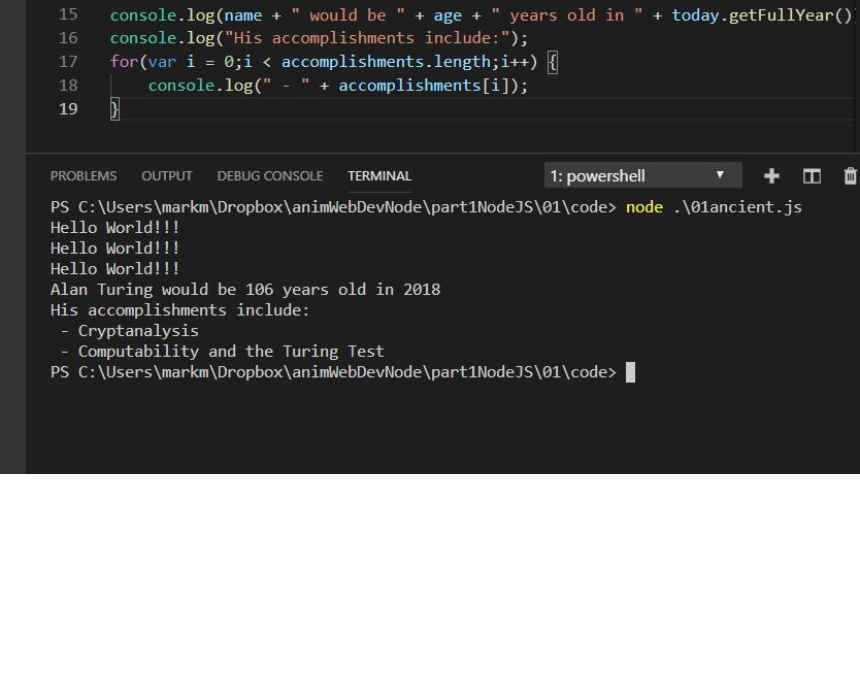 15 console.log(name + " would be " + age + " years old in " + today.getFullYear()
16 console.log("His accomplishments include:");
17 for(var i = 0;i < accomplishments.length;i++) {
18 console.log(" - " + accomplishments[i]);
19 }
PROBLEMS OUTPUT DEBUG CONSOLE TERMINAL 1: powershell
PS C:\Users\markm\Dropbox\animWebDevNode\part1NodeJS\01\code> node .\01ancient.js
Hello World!!!
Hello World!!!
Hello World!!!
Alan Turing would be 106 years old in 2018
His accomplishments include:
- Cryptanalysis
- Computability and the Turing Test
PS C:\Users\markm\Dropbox\animWebDevNode\part1NodeJS\01\code>